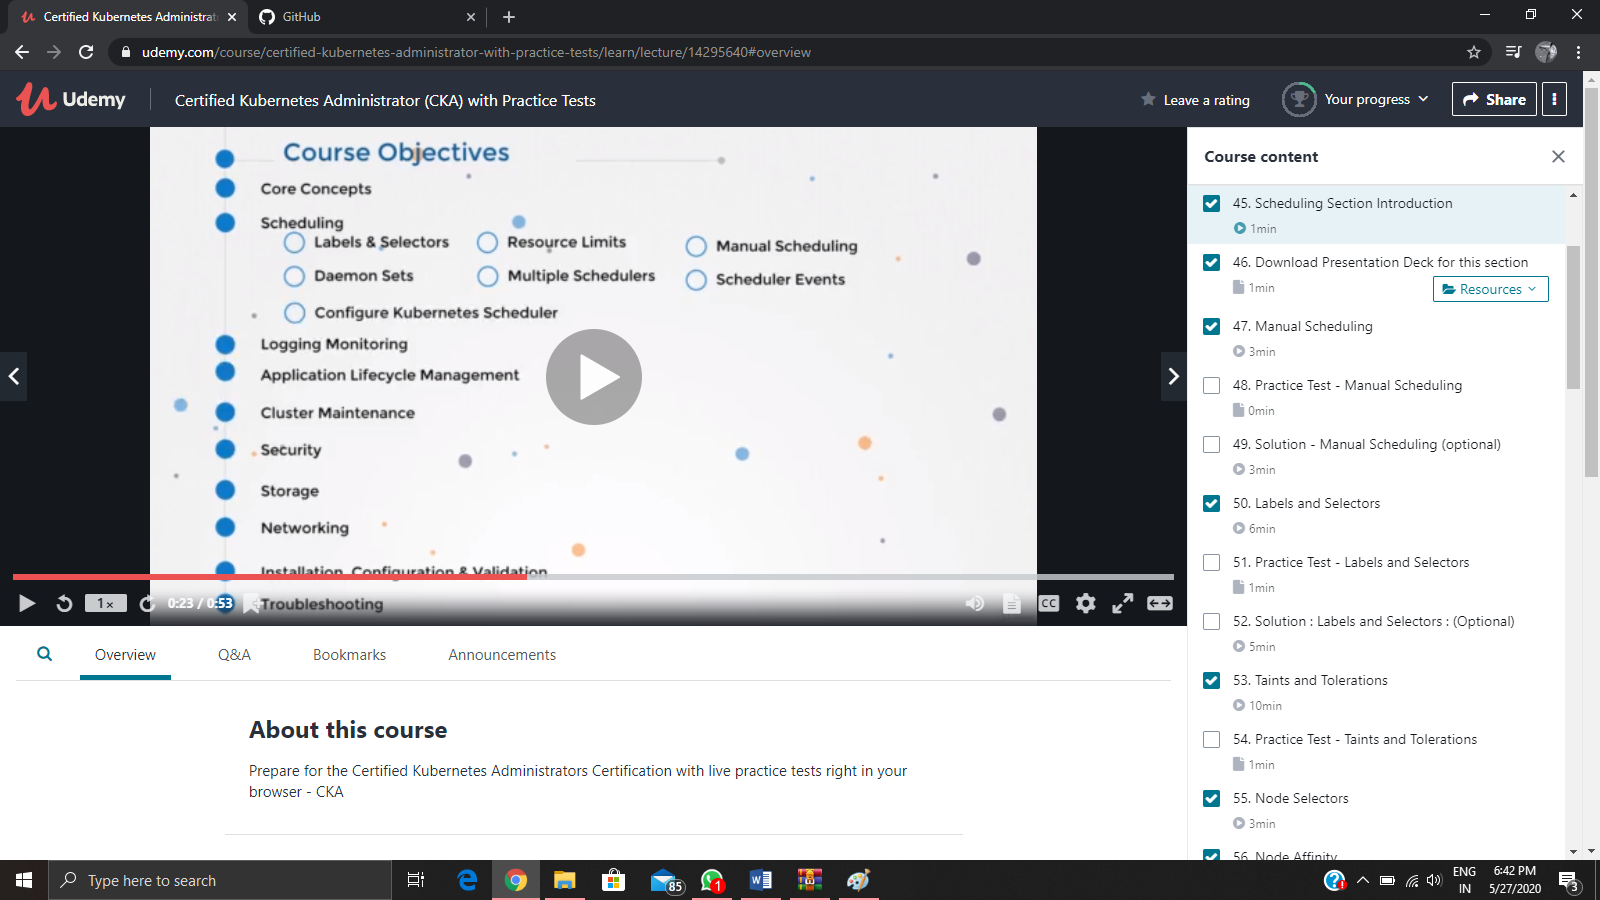 Certified Kubernetes Administrat
GitHub
udemy.com/course/certified-kubernetes-administrator-with-practice-tests/learn/lecture/14295640#overview
Udemy
Certified Kubernetes Administrator (CKA) with Practice Tests
Leave a rating
Your progress
Share
Course Objectives
Core Concepts
Scheduling
Labels & Selectors
Resource Limits
Manual Scheduling
Daemon Sets
Multiple Schedulers
Scheduler Events
Configure Kubernetes Scheduler
Logging Monitoring
Application Lifecycle Management
Cluster Maintenance
Security
Storage
Networking
Installation, Configuration & Validation
Troubleshooting
1x
0:23 / 0:53
CC
Course content
45. Scheduling Section Introduction
1min
46. Download Presentation Deck for this section
1min
Resources
47. Manual Scheduling
3min
48. Practice Test - Manual Scheduling
0min
49. Solution - Manual Scheduling (optional)
3min
50. Labels and Selectors
6min
51. Practice Test - Labels and Selectors
1min
52. Solution : Labels and Selectors : (Optional)
5min
53. Taints and Tolerations
10min
54. Practice Test - Taints and Tolerations
1min
55. Node Selectors
3min
56. Node Affinity
Overview
Q&A
Bookmarks
Announcements
About this course
Prepare for the Certified Kubernetes Administrators Certification with live practice tests right in your
browser - CKA
Type here to search
85
1
ENG
IN
6:42 PM
5/27/2020
3